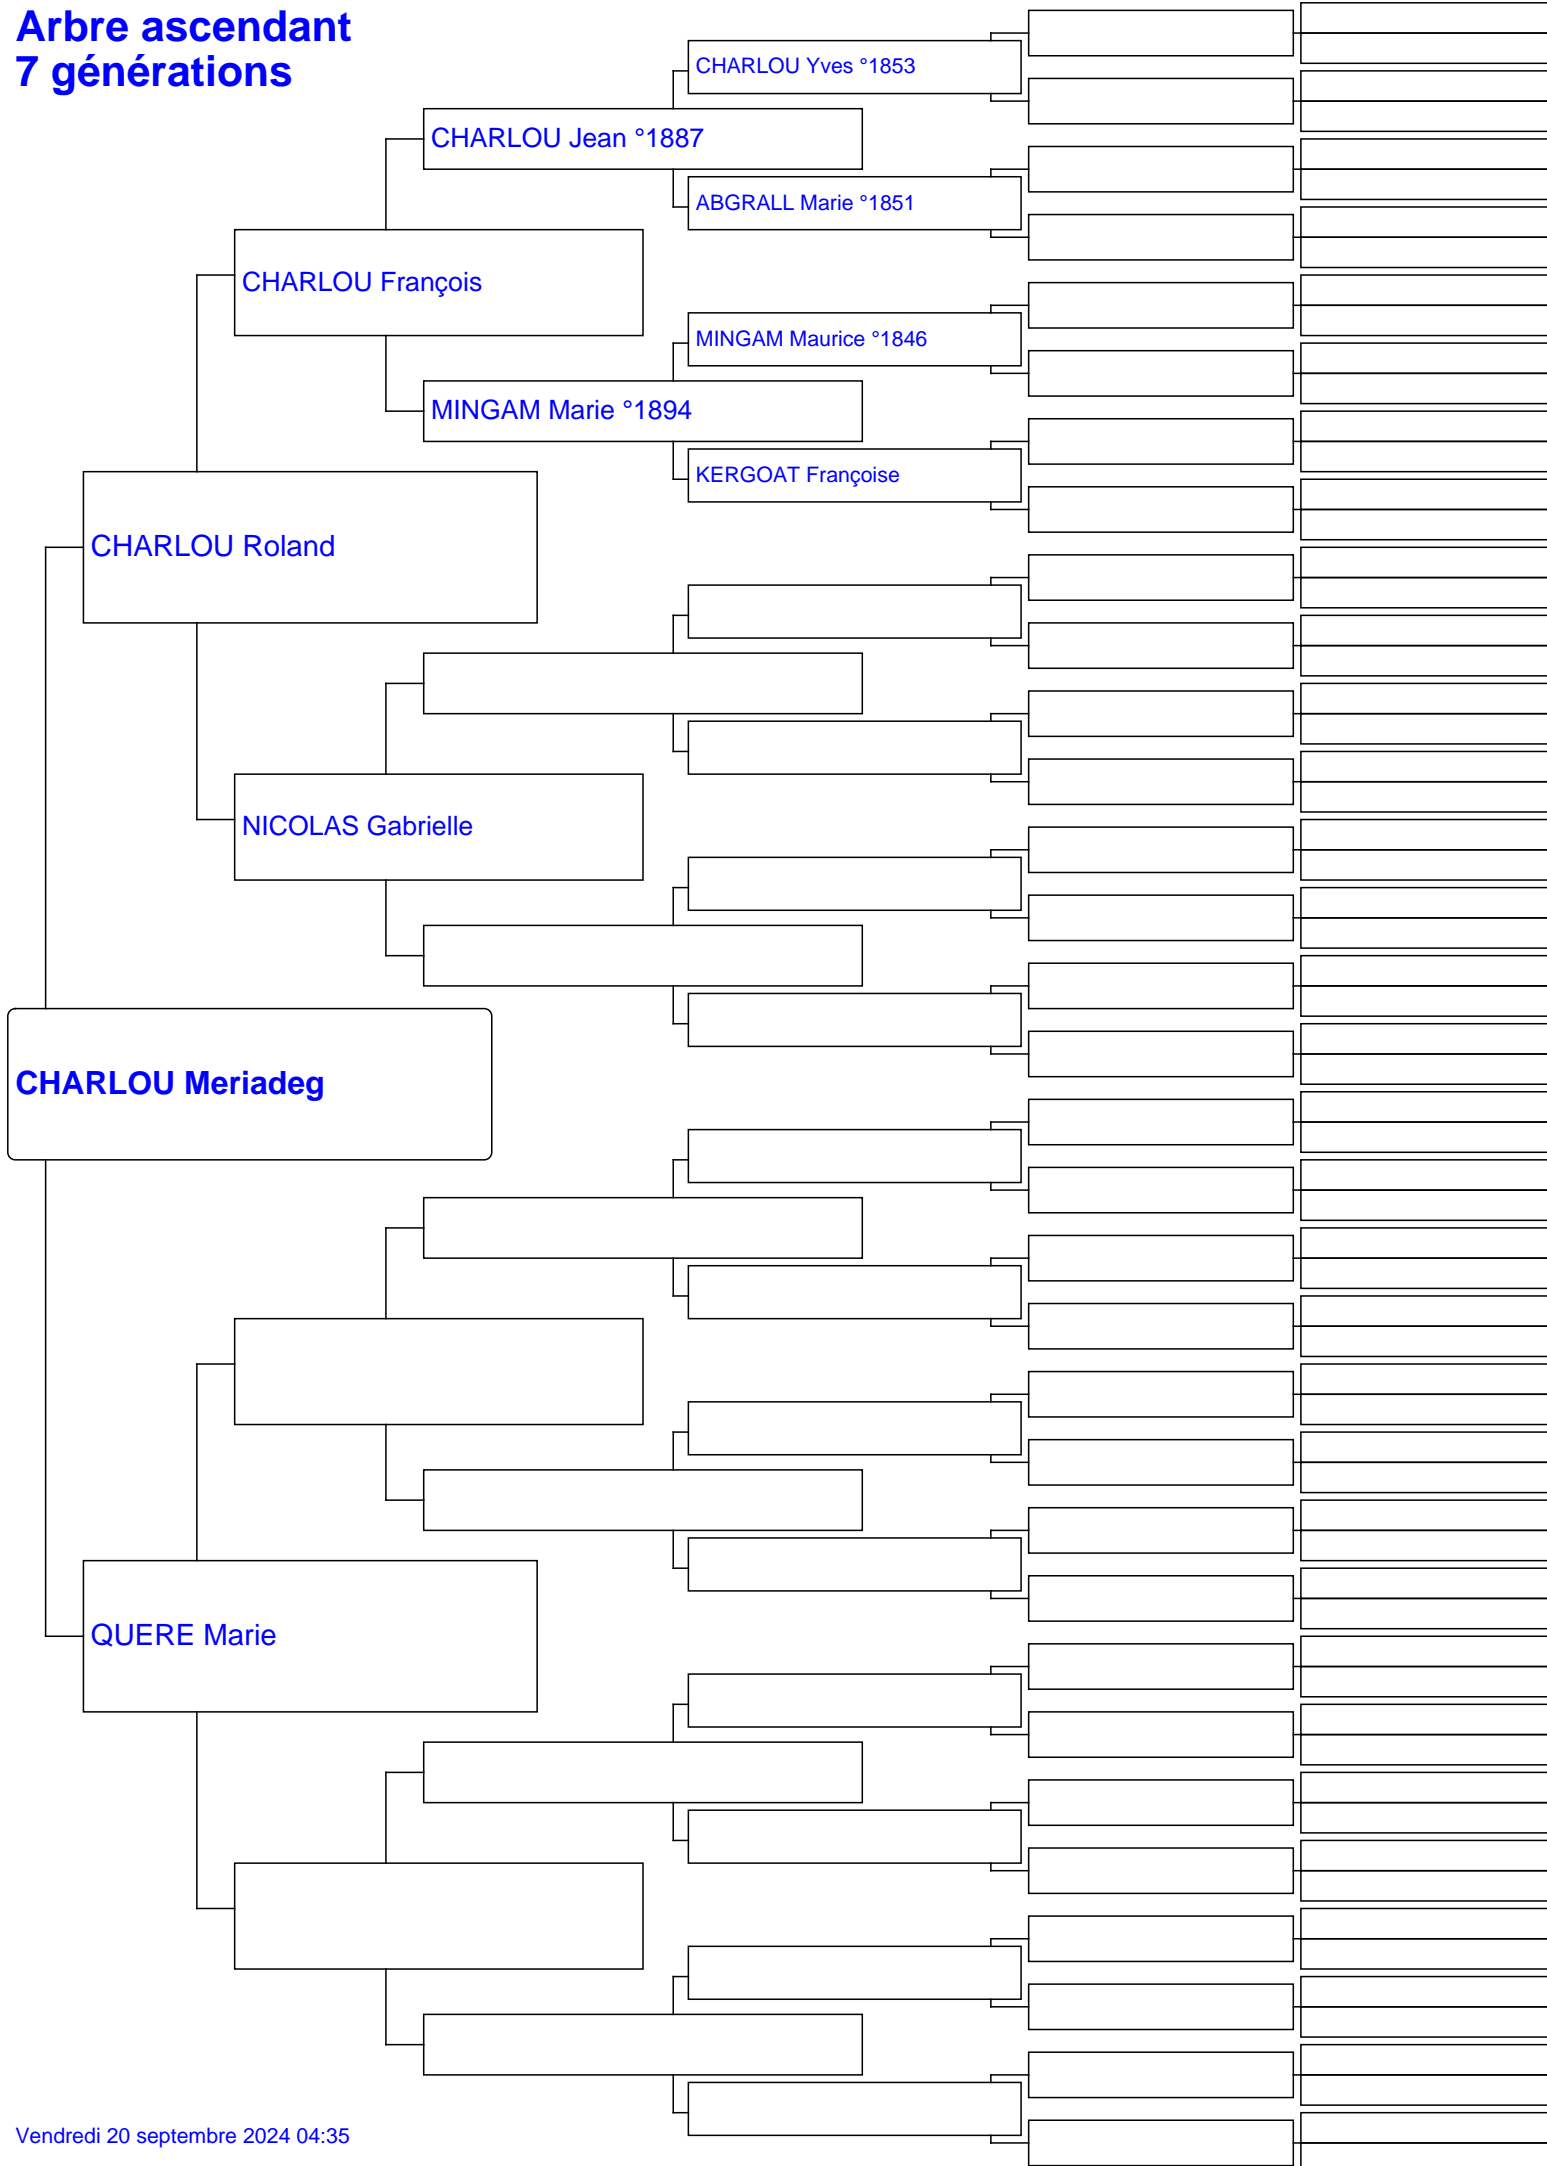 Arbre ascendant
7 générations
CHARLOU Yves °1853
CHARLOU Jean °1887
ABGRALL Marie °1851
CHARLOU François
MINGAM Maurice °1846
MINGAM Marie °1894
KERGOAT Françoise
CHARLOU Roland
NICOLAS Gabrielle
CHARLOU Meriadeg
QUERE Marie
Vendredi 20 septembre 2024 04:35